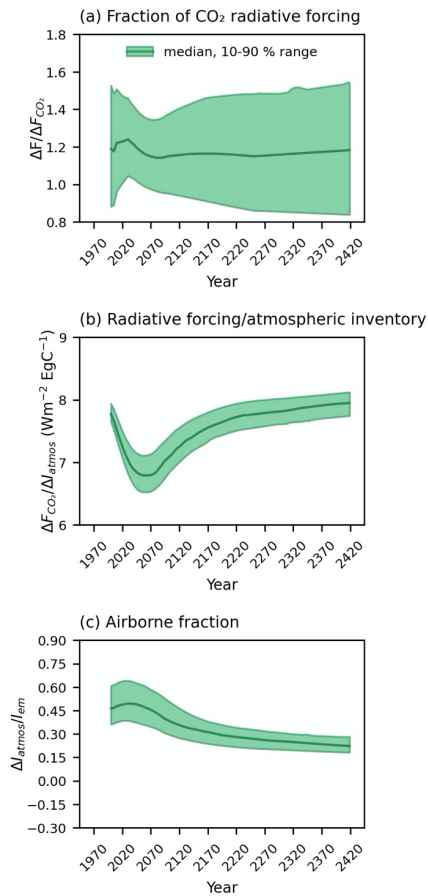 (a) Fraction of CO₂ radiative forcing
median, 10-90 % range
ΔF/ΔF_CO₂
1.8
1.6
1.4
1.2
1.0
0.8
1970 2020 2070 2120 2170 2220 2270 2320 2370 2420
Year
(b) Radiative forcing/atmospheric inventory
ΔF_CO₂/ΔI_atmos (Wm⁻² EgC⁻¹)
9
8
7
6
1970 2020 2070 2120 2170 2220 2270 2320 2370 2420
Year
(c) Airborne fraction
ΔI_atmos/I_em
0.90
0.75
0.60
0.45
0.30
0.15
0.00
−0.15
−0.30
1970 2020 2070 2120 2170 2220 2270 2320 2370 2420
Year